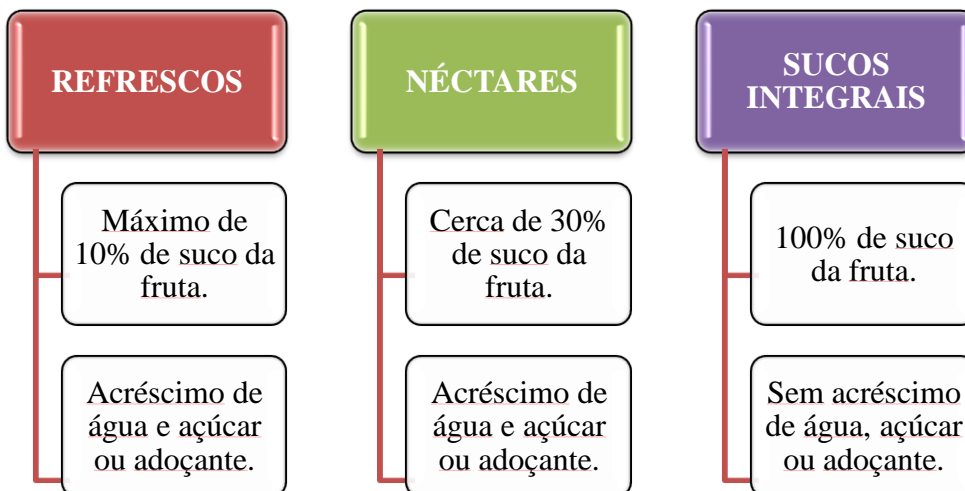 REFRESCOS
Máximo de
10% de suco da
fruta.
Acréscimo de
água e açúcar
ou adoçante.
NÉCTARES
Cerca de 30%
de suco da
fruta.
Acréscimo de
água e açúcar
ou adoçante.
SUCOS
INTEGRAIS
100% de suco
da fruta.
Sem acréscimo
de água, açúcar
ou adoçante.